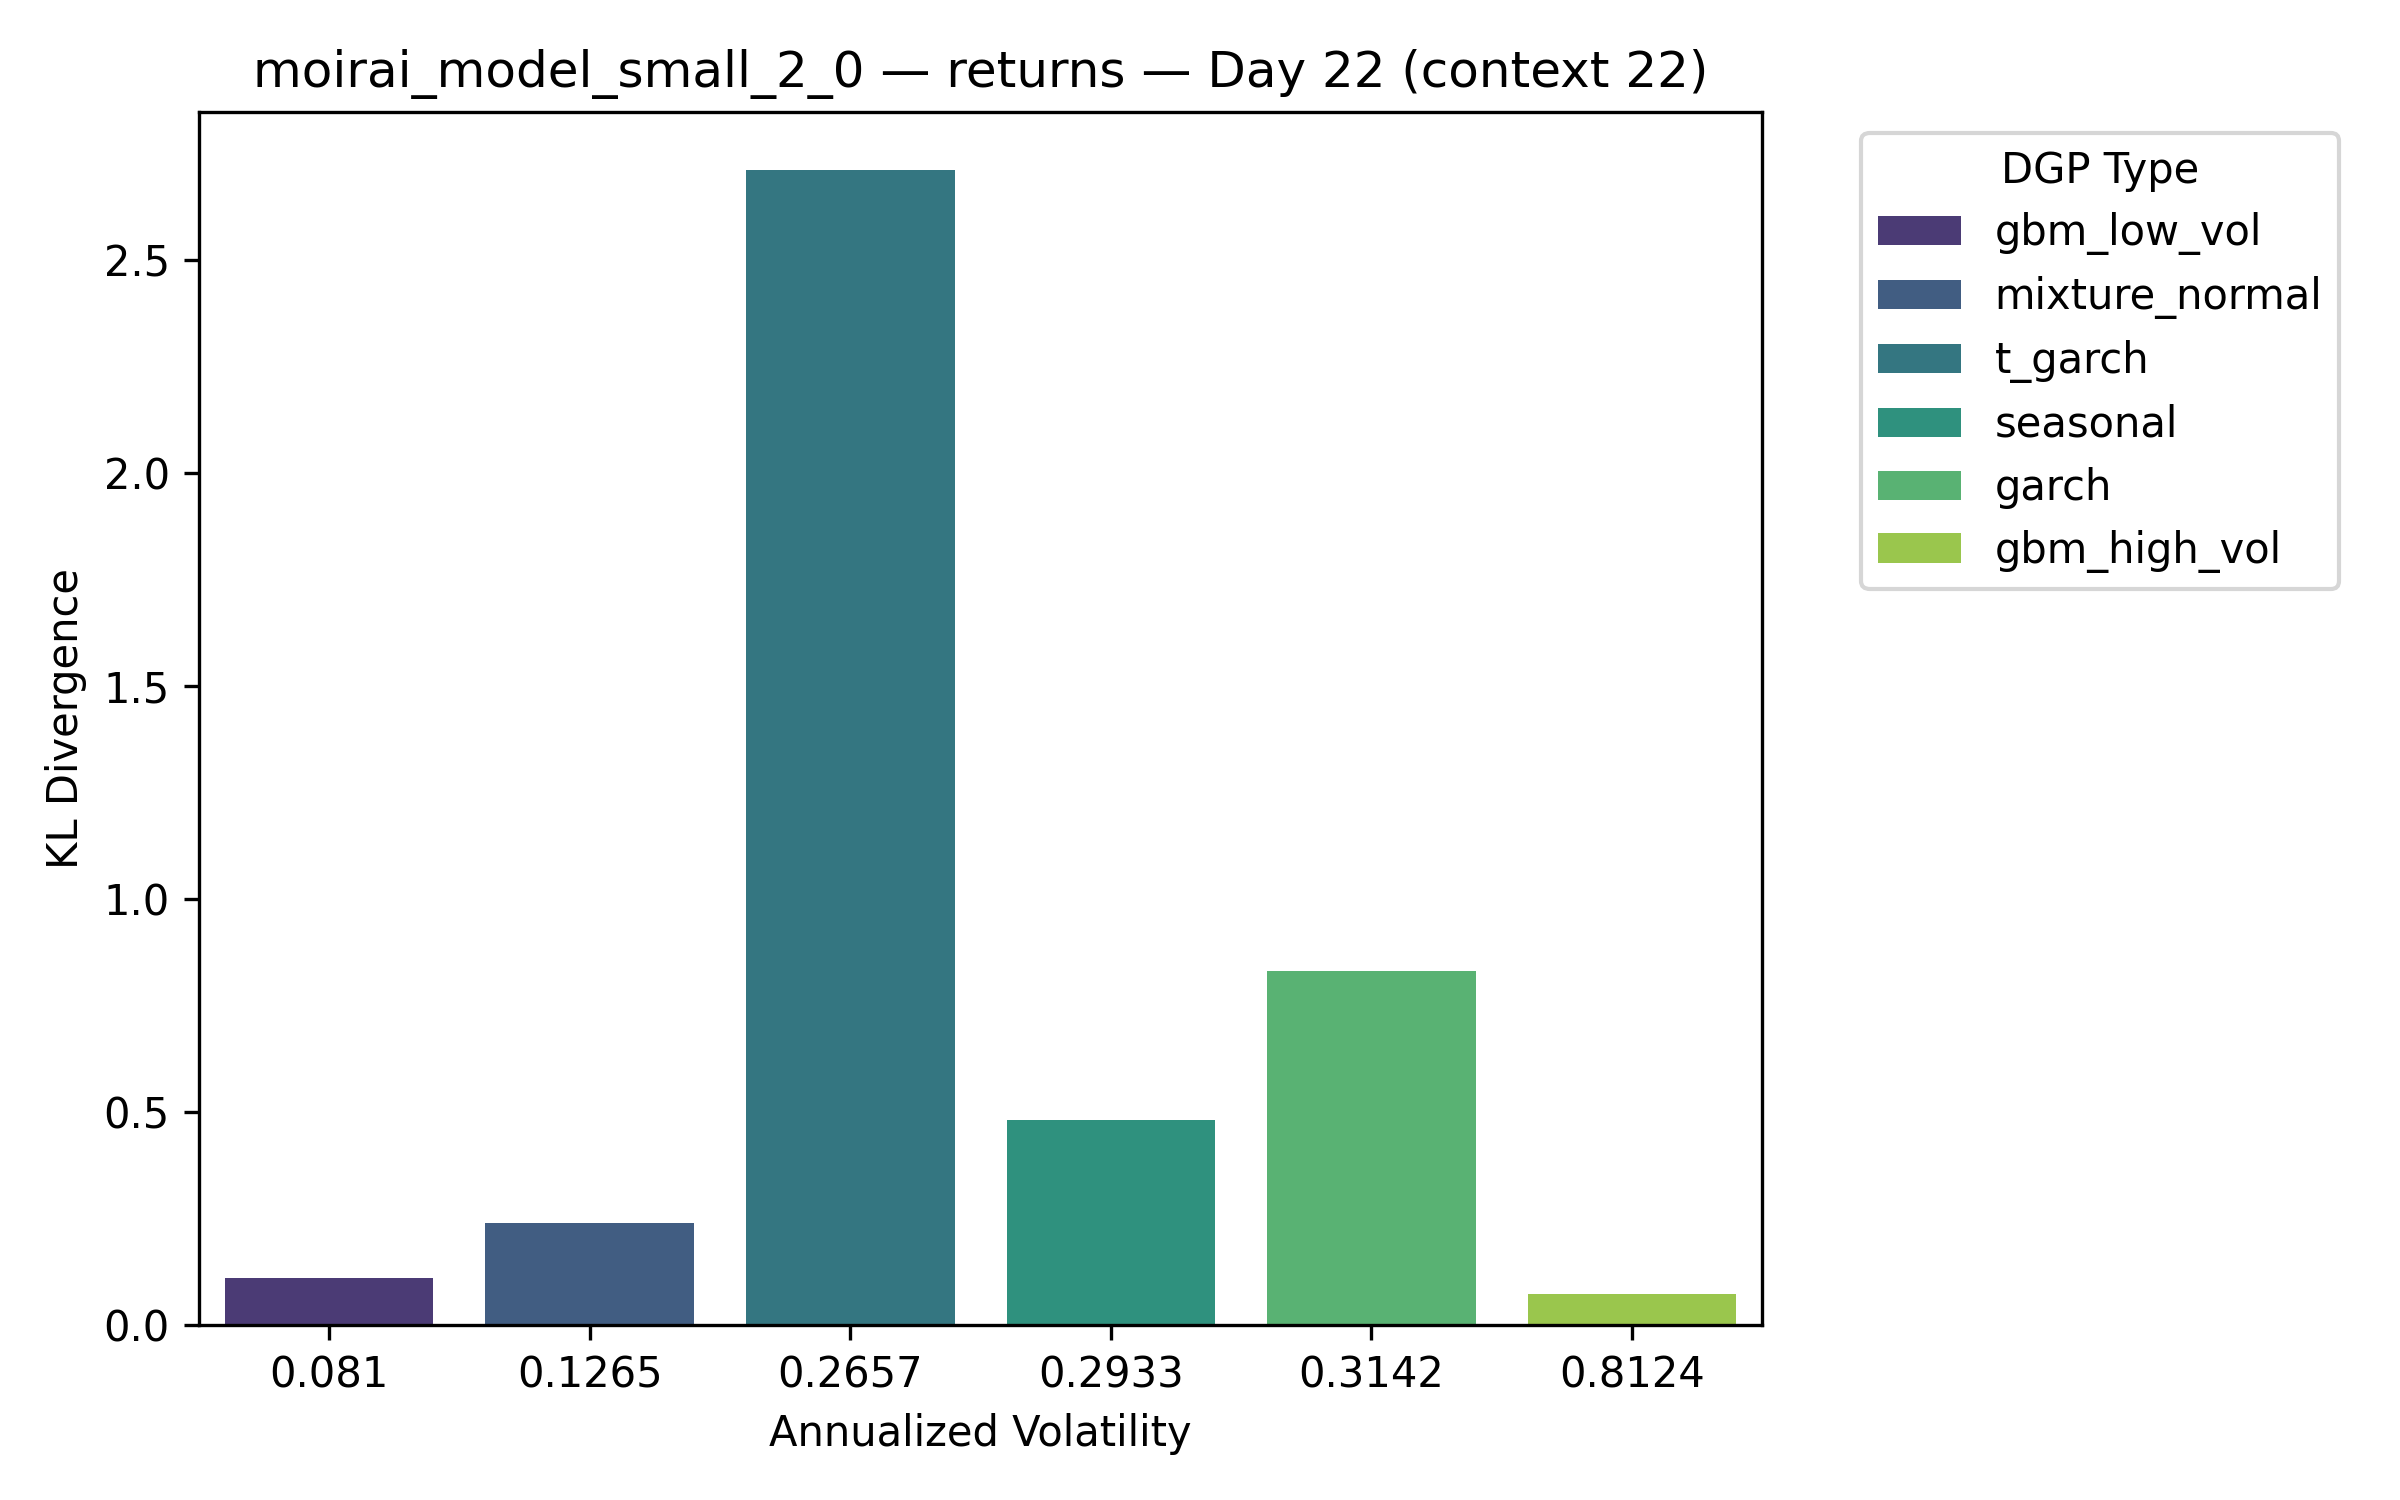 moirai_model_small_2_0 — returns — Day 22 (context 22)
DGP Type
gbm_low_vol
mixture_normal
t_garch
seasonal
garch
gbm_high_vol
KL Divergence
2.5
2.0
1.5
1.0
0.5
0.0
0.081 0.1265 0.2657 0.2933 0.3142 0.8124
Annualized Volatility